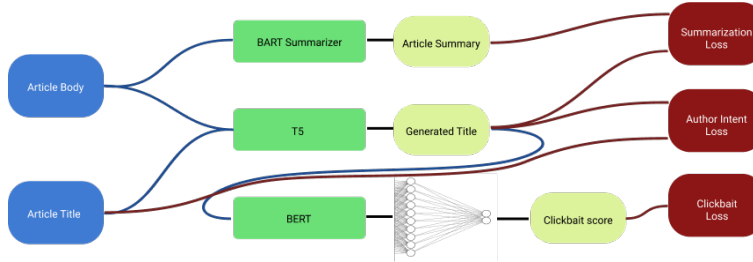 BART Summarizer
Article Summary
Summarization
Loss
Article Body
T5
Generated Title
Author Intent
Loss
Article Title
BERT
Clickbait score
Clickbait
Loss